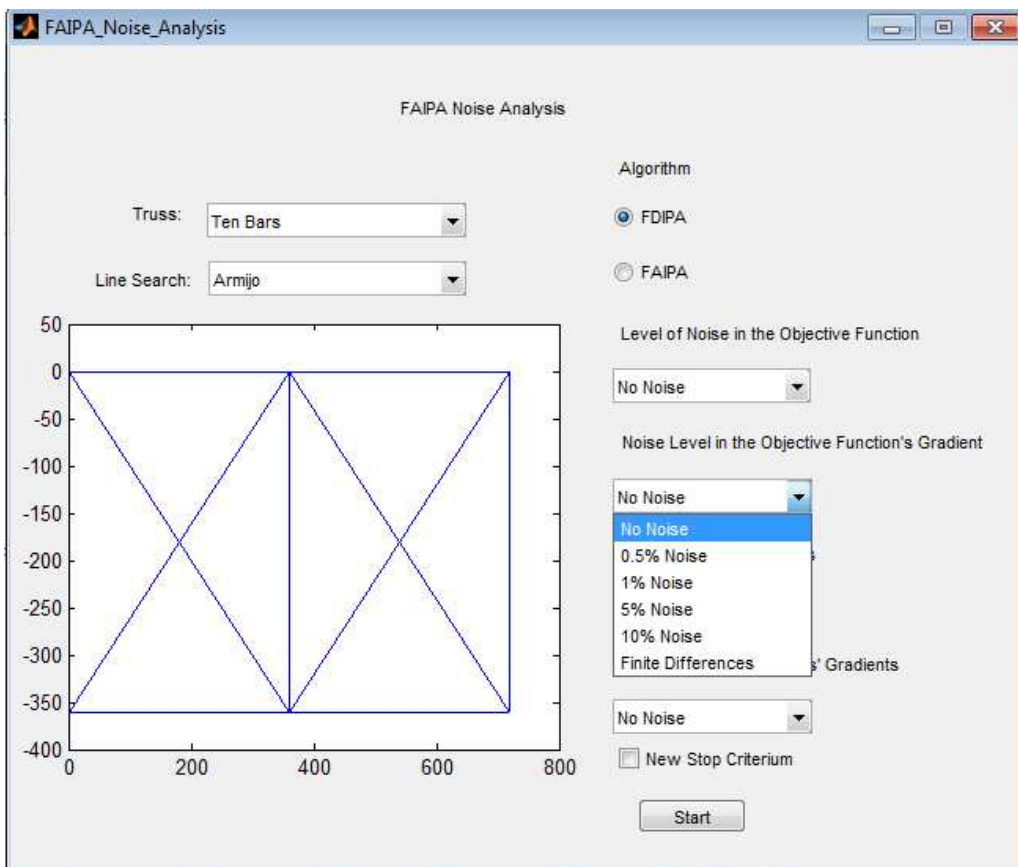 FAIPA_Noise_Analysis
FAIPA Noise Analysis
Truss:
Ten Bars
Line Search:
Armijo
50
0
-50
-100
-150
-200
-250
-300
-350
-400
0
200
400
600
800
Algorithm
FDIPA
FAIPA
Level of Noise in the Objective Function
No Noise
Noise Level in the Objective Function's Gradient
No Noise
No Noise
0.5% Noise
1% Noise
5% Noise
10% Noise
Finite Differences
s' Gradients
No Noise
New Stop Criterium
Start